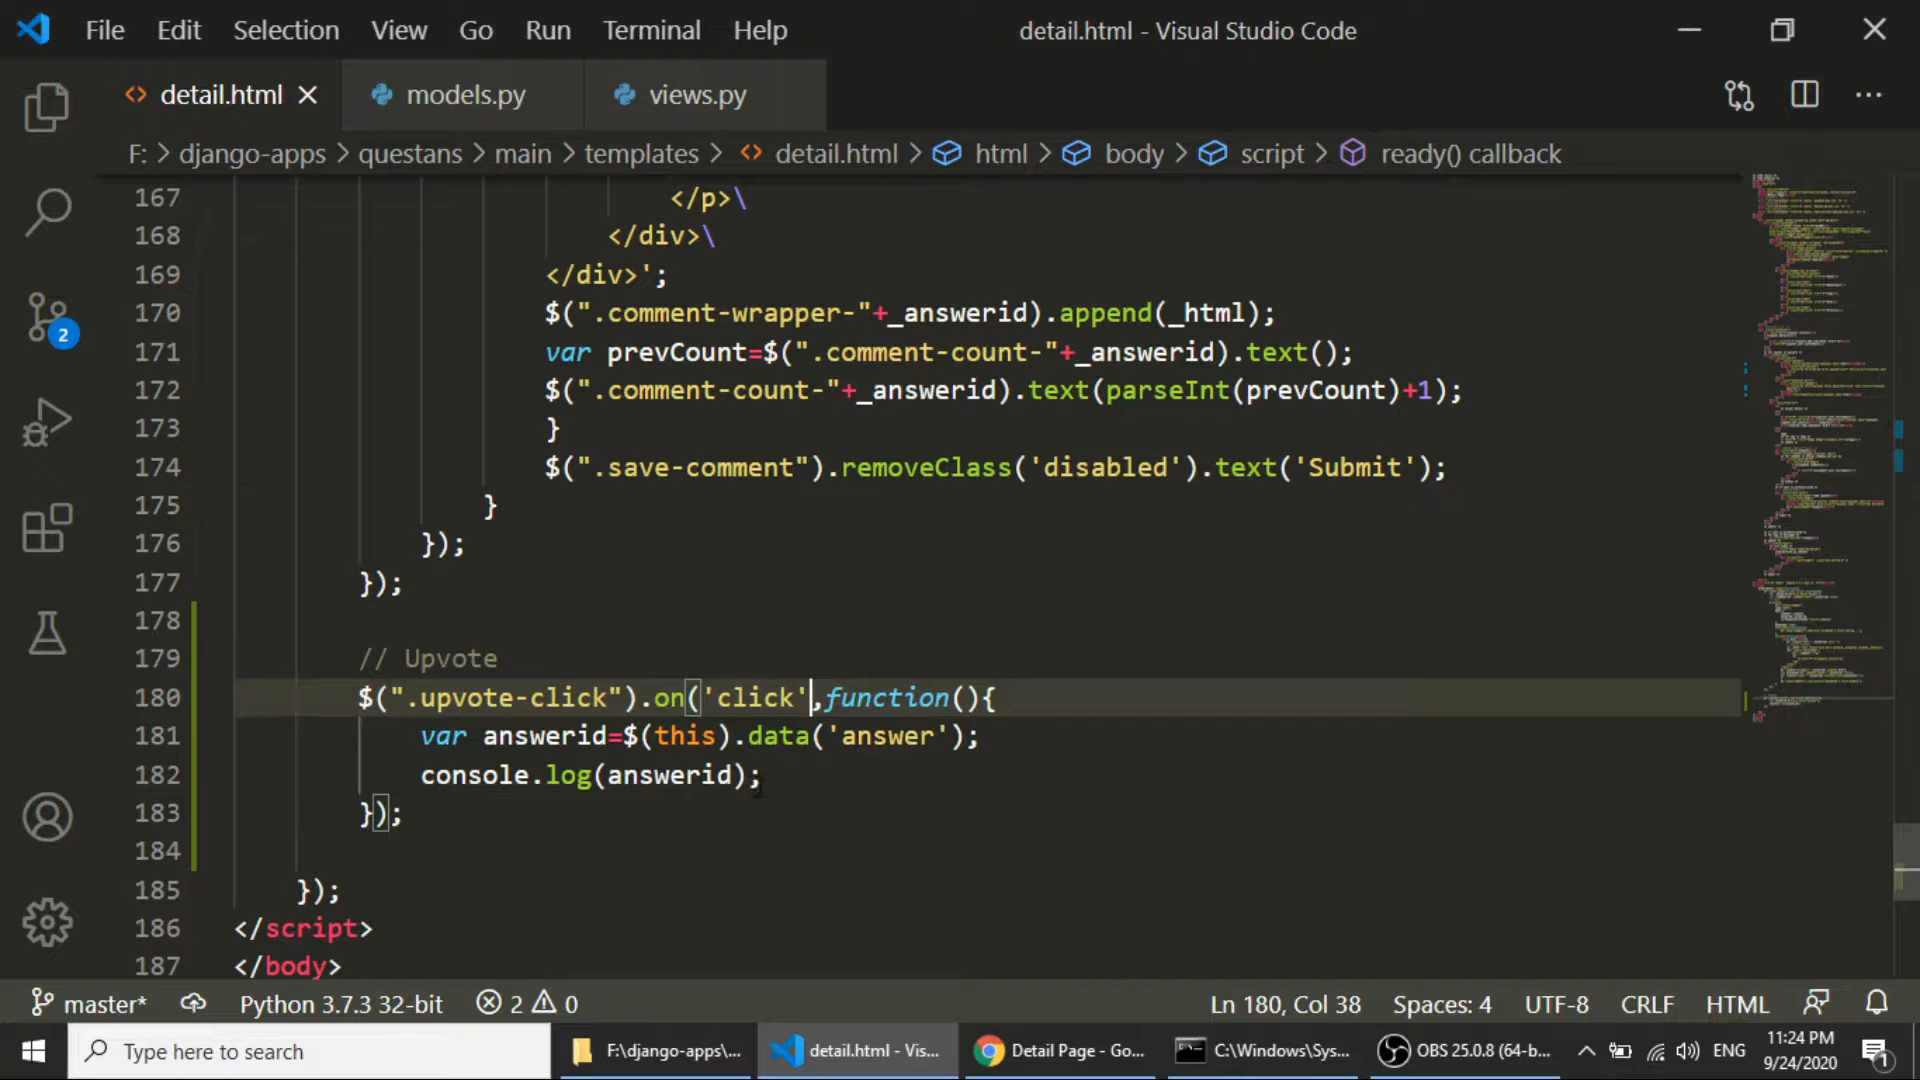 File Edit Selection View Go Run Terminal Help detail.html - Visual Studio Code
detail.html models.py views.py
F: > django-apps > questans > main > templates > detail.html > html > body > script > ready() callback
167 </p>\
168 </div>\
169 </div>';
170 $(".comment-wrapper-"+_answerid).append(_html);
171 var prevCount=$(".comment-count-"+_answerid).text();
172 $(".comment-count-"+_answerid).text(parseInt(prevCount)+1);
173 }
174 $(".save-comment").removeClass('disabled').text('Submit');
175 }
176 });
177 });
178
179 // Upvote
180 $(".upvote-click").on('click',function(){
181 var answerid=$(this).data('answer');
182 console.log(answerid);
183 });
184
185 });
186 </script>
187 </body>
2
master* Python 3.7.3 32-bit 2 0 Ln 180, Col 38 Spaces: 4 UTF-8 CRLF HTML
Type here to search F:\django-apps\... detail.html - Vis... Detail Page - Go... C:\Windows\Sys... OBS 25.0.8 (64-b... ENG 11:24 PM
9/24/2020 1